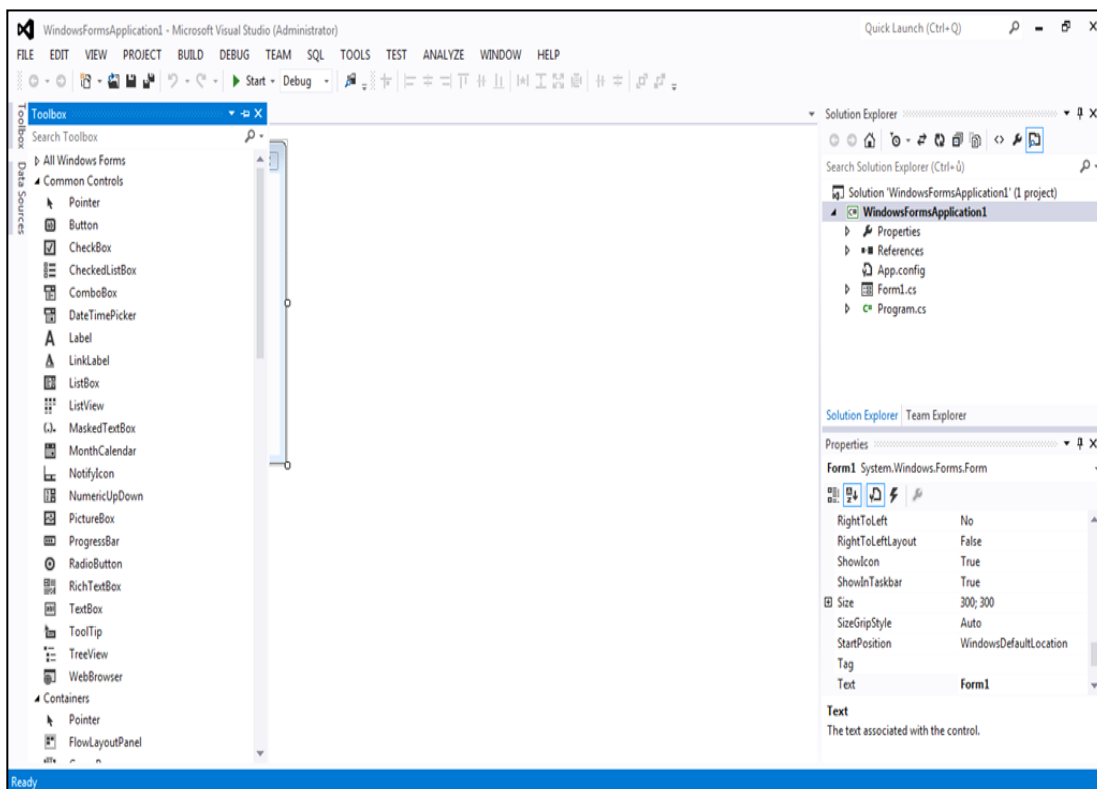 WindowsFormsApplication1 - Microsoft Visual Studio (Administrator)
Quick Launch (Ctrl+Q)
FILE EDIT VIEW PROJECT BUILD DEBUG TEAM SQL TOOLS TEST ANALYZE WINDOW HELP
Start Debug
Toolbox
Data Sources
Toolbox
Search Toolbox
All Windows Forms
Common Controls
Pointer
Button
CheckBox
CheckedListBox
ComboBox
DateTimePicker
Label
LinkLabel
ListBox
ListView
MaskedTextBox
MonthCalendar
NotifyIcon
NumericUpDown
PictureBox
ProgressBar
RadioButton
RichTextBox
TextBox
ToolTip
TreeView
WebBrowser
Containers
Pointer
FlowLayoutPanel
Solution Explorer
Search Solution Explorer (Ctrl+ù)
Solution 'WindowsFormsApplication1' (1 project)
WindowsFormsApplication1
Properties
References
App.config
Form1.cs
Program.cs
Solution Explorer Team Explorer
Properties
Form1 System.Windows.Forms.Form
RightToLeft No
RightToLeftLayout False
ShowIcon True
ShowInTaskbar True
Size 300; 300
SizeGripStyle Auto
StartPosition WindowsDefaultLocation
Tag
Text Form1
Text
The text associated with the control.
Ready